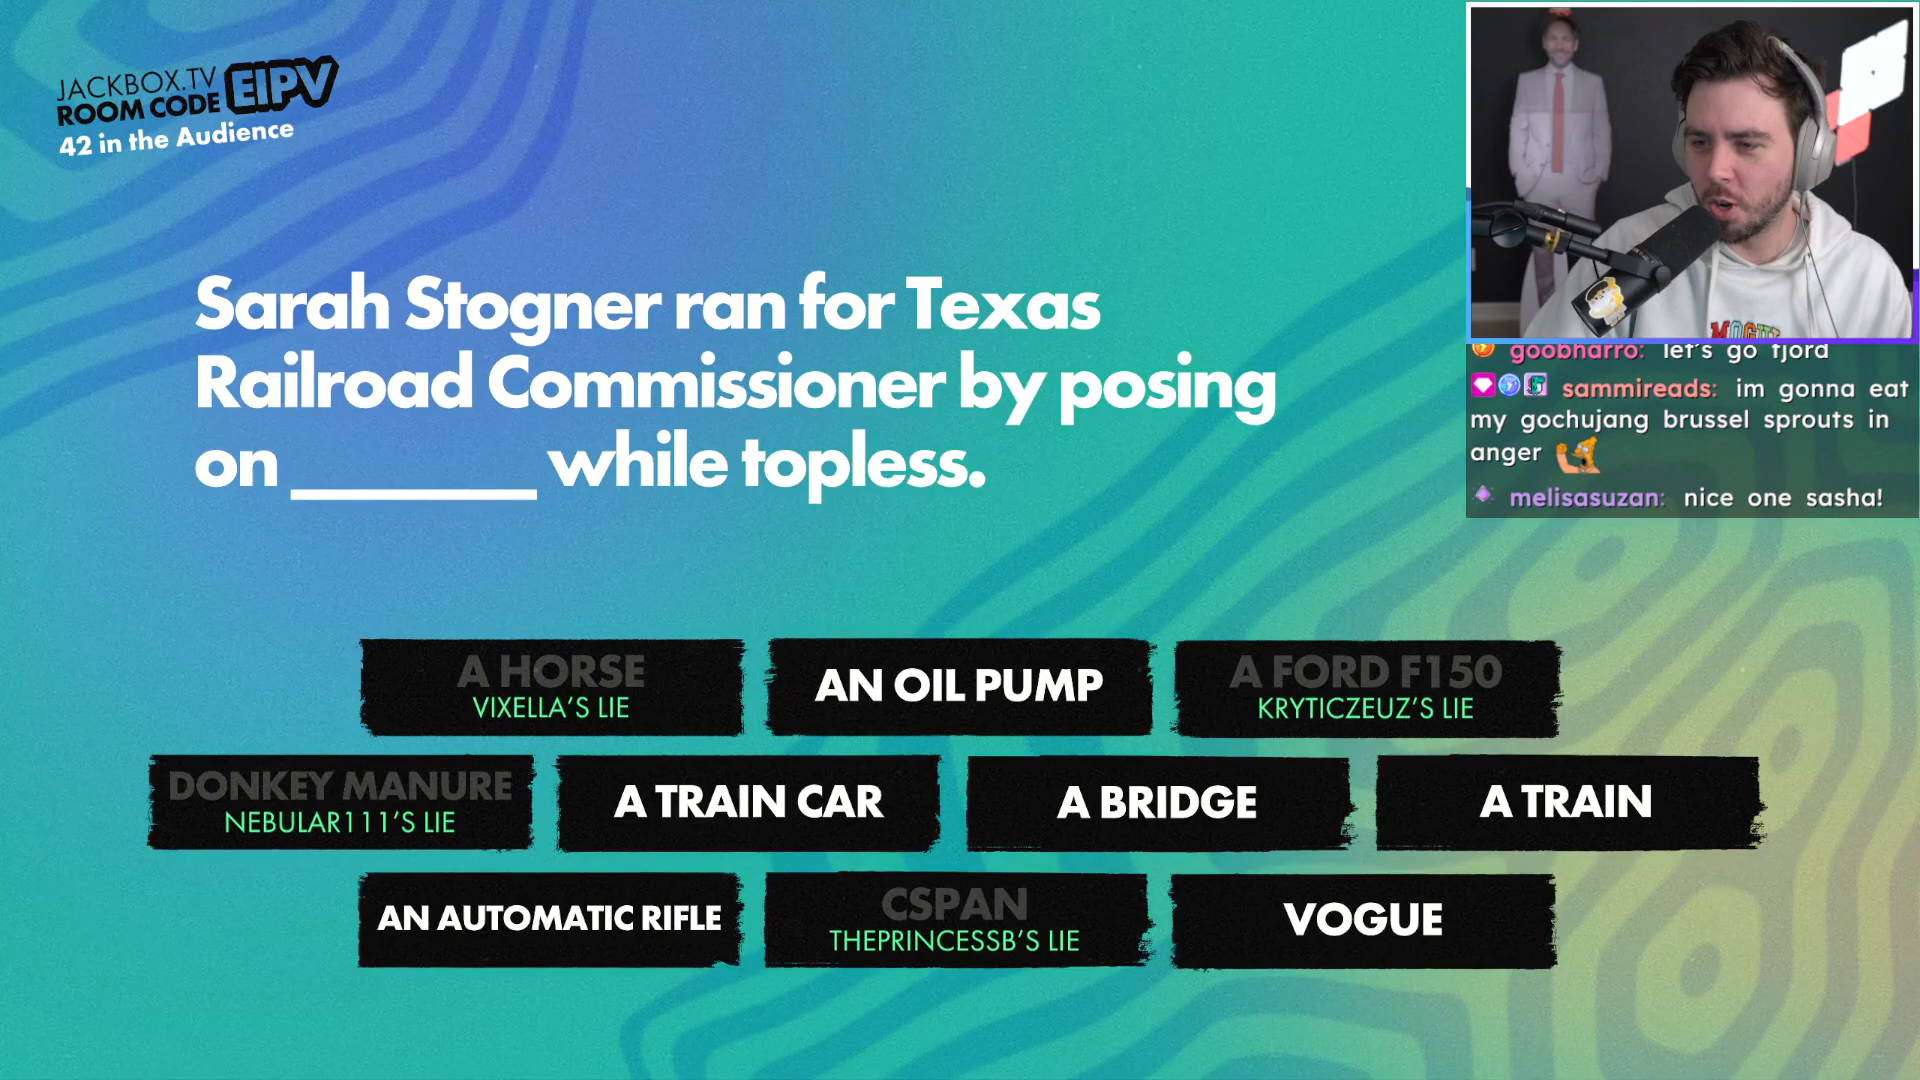 JACKBOX.TV
ROOM CODE EIPV
42 in the Audience
Sarah Stogner ran for Texas
Railroad Commissioner by posing
on ________ while topless.
A HORSE
VIXELLA'S LIE
AN OIL PUMP
A FORD F150
KRYTICZEUZ'S LIE
DONKEY MANURE
NEBULAR111'S LIE
A TRAIN CAR
A BRIDGE
A TRAIN
AN AUTOMATIC RIFLE
CSPAN
THEPRINCESSB'S LIE
VOGUE
goobharro: let's go fjord
sammireads: im gonna eat
my gochujang brussel sprouts in
anger
melisasuzan: nice one sasha!